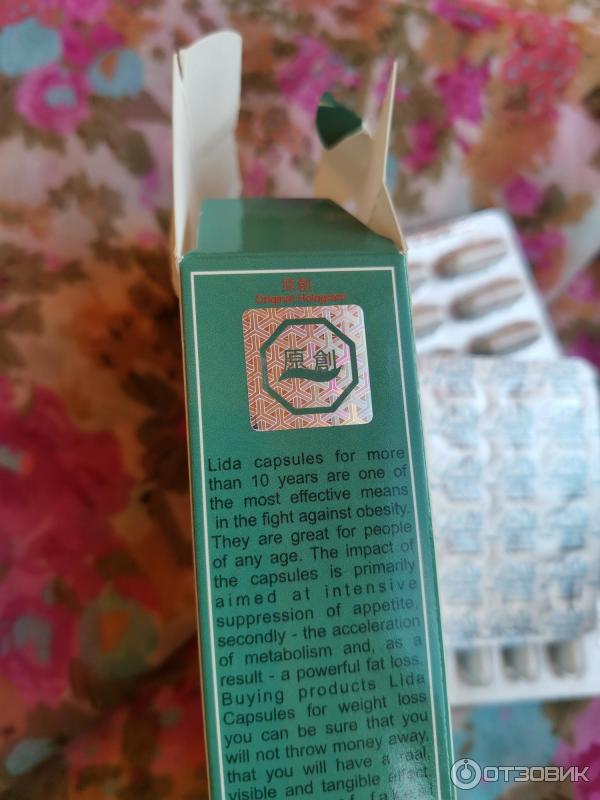 原創
Original Hologram
原創
Lida capsules for more
than 10 years are one of
the most effective means
in the fight against obesity.
They are great for people
of any age. The impact of
the capsules is primarily
aimed at intensive
suppression of appetite,
secondly - the acceleration
of metabolism and, as a
result - a powerful fat loss.
Buying products Lida
Capsules for weight loss
you can be sure that you
will not throw money away,
that you will have a real,
visible and tangible effect
ОТЗОВИК